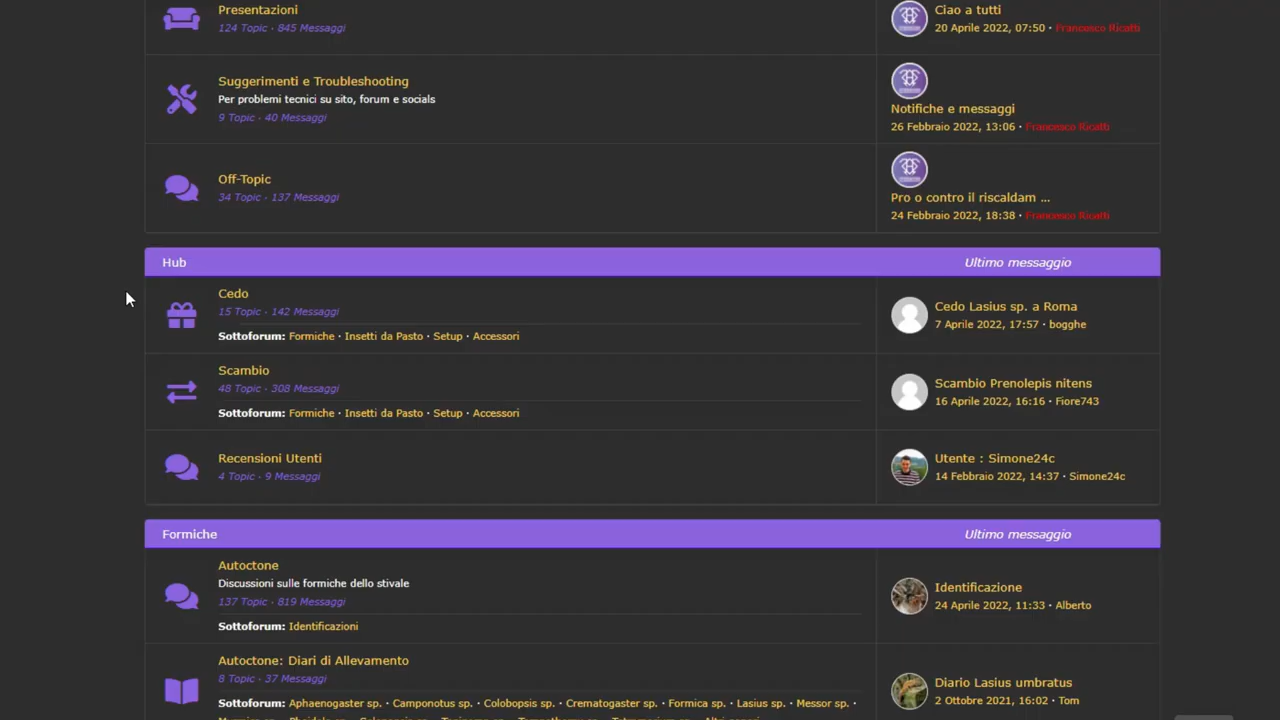 Presentazioni
124 Topic · 845 Messaggi
Ciao a tutti
20 Aprile 2022, 07:50 · Francesco Ricatti
Suggerimenti e Troubleshooting
Per problemi tecnici su sito, forum e socials
9 Topic · 40 Messaggi
Notifiche e messaggi
26 Febbraio 2022, 13:06 · Francesco Ricatti
Off-Topic
34 Topic · 137 Messaggi
Pro o contro il riscaldam ...
24 Febbraio 2022, 18:38 · Francesco Ricatti
Hub
Ultimo messaggio
Cedo
15 Topic · 142 Messaggi
Sottoforum: Formiche · Insetti da Pasto · Setup · Accessori
Cedo Lasius sp. a Roma
7 Aprile 2022, 17:57 · bogghe
Scambio
48 Topic · 308 Messaggi
Sottoforum: Formiche · Insetti da Pasto · Setup · Accessori
Scambio Prenolepis nitens
16 Aprile 2022, 16:16 · Fiore743
Recensioni Utenti
4 Topic · 9 Messaggi
Utente : Simone24c
14 Febbraio 2022, 14:37 · Simone24c
Formiche
Ultimo messaggio
Autoctone
Discussioni sulle formiche dello stivale
137 Topic · 819 Messaggi
Sottoforum: Identificazioni
Identificazione
24 Aprile 2022, 11:33 · Alberto
Autoctone: Diari di Allevamento
8 Topic · 37 Messaggi
Sottoforum: Aphaenogaster sp. · Camponotus sp. · Colobopsis sp. · Crematogaster sp. · Formica sp. · Lasius sp. · Messor sp. ·
Diario Lasius umbratus
2 Ottobre 2021, 16:02 · Tom